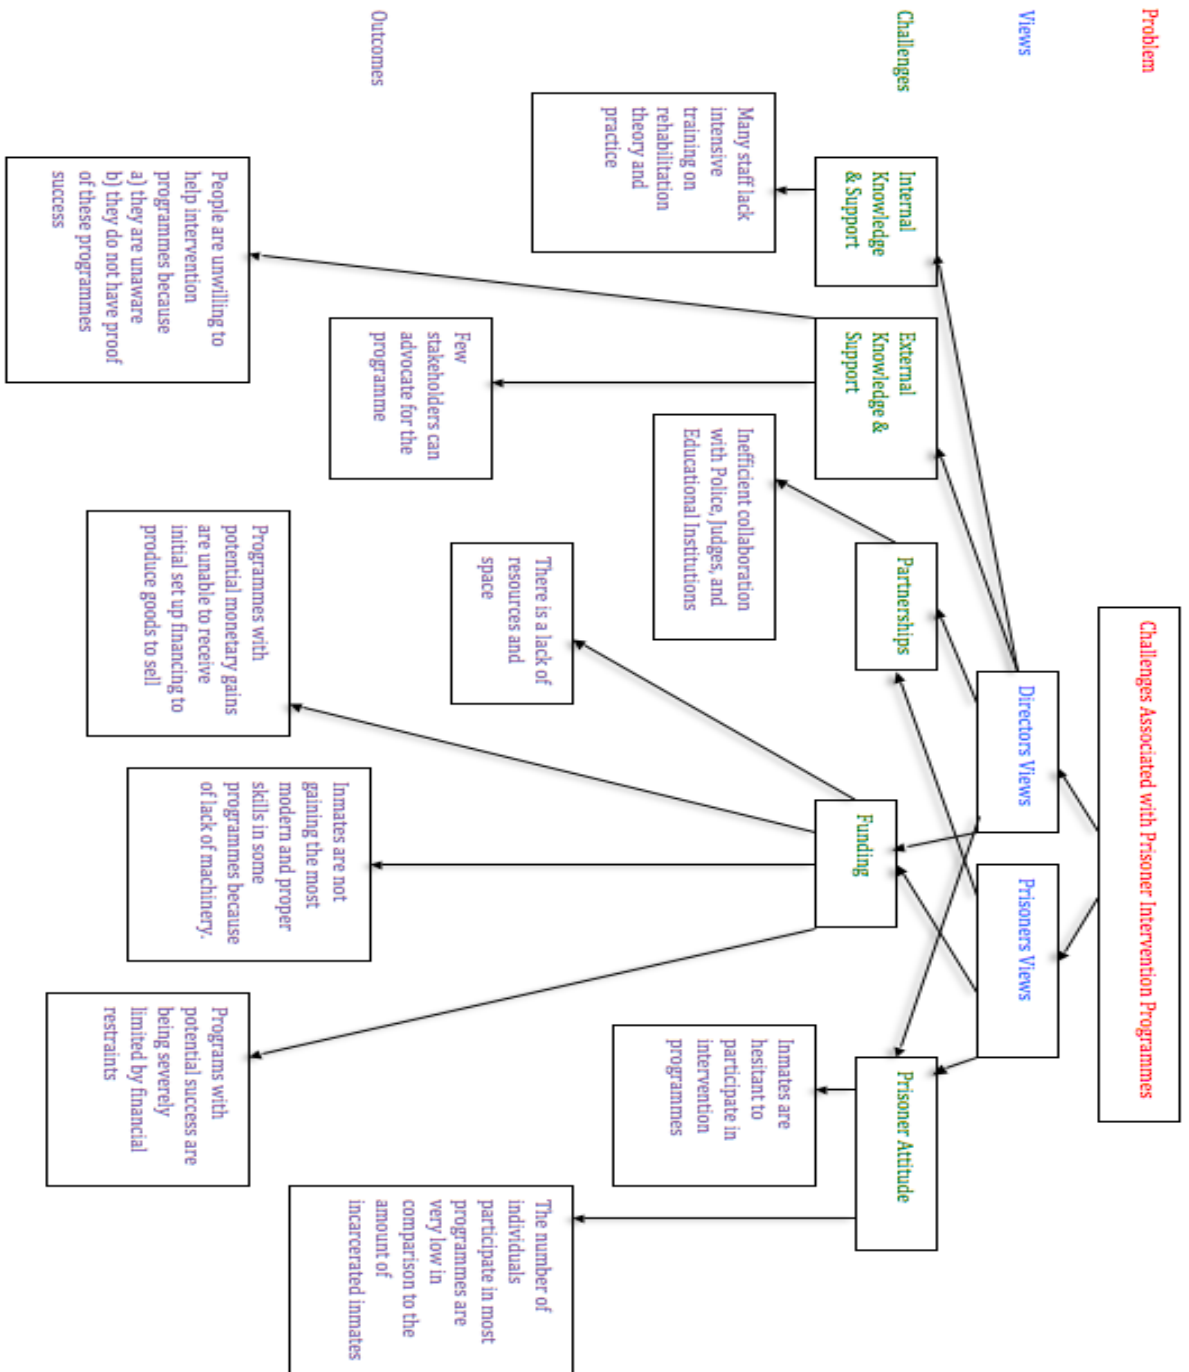 Problem
Challenges Associated with Prisoner Intervention Programmes
Views
Directors Views
Prisoners Views
Challenges
Internal
Knowledge
& Support
External
Knowledge &
Support
Partnerships
Funding
Prisoner Attitude
Outcomes
Many staff lack
intensive
training on
rehabilitation
theory and
practice
People are unwilling to
help intervention
programmes because
a) they are unaware
b) they do not have proof
of these programmes
success
Few
stakeholders can
advocate for the
programme
Inefficient collaboration
with Police, Judges, and
Educational Institutions
There is a lack of
resources and
space
Programmes with
potential monetary gains
are unable to receive
initial set up financing to
produce goods to sell
Inmates are not
gaining the most
modern and proper
skills in some
programmes because
of lack of machinery.
Programs with
potential success are
being severely
limited by financial
restraints
Inmates are
hesitant to
participate in
intervention
programmes
The number of
individuals
participate in most
programmes are
very low in
comparison to the
amount of
incarcerated inmates